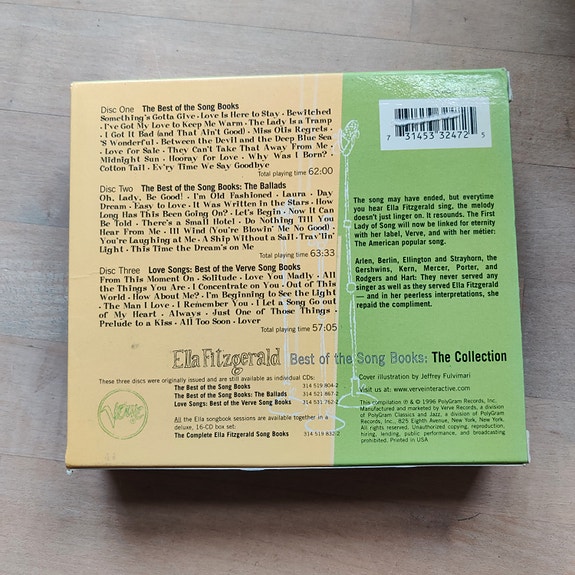 Disc One The Best of the Song Books
Something's Gotta Give · Love Is Here to Stay · Bewitched
· I've Got My Love to Keep Me Warm · The Lady Is a Tramp
· I Got It Bad (and That Ain't Good) · Miss Otis Regrets ·
'S Wonderful · Between the Devil and the Deep Blue Sea
· Love for Sale · They Can't Take That Away From Me ·
Midnight Sun · Hooray for Love · Why Was I Born? ·
Cotton Tail · Ev'ry Time We Say Goodbye
Total playing time 62:00
Disc Two The Best of the Song Books: The Ballads
Oh, Lady, Be Good! · I'm Old Fashioned · Laura · Day
Dream · Easy to Love · It Was Written in the Stars · How
Long Has This Been Going On? · Let's Begin · Now It Can
Be Told · There's a Small Hotel · Do Nothing Till You
Hear From Me · Ill Wind (You're Blowin' Me No Good) ·
You're Laughing at Me · A Ship Without a Sail · Trav'lin'
Light · This Time the Dream's on Me
Total playing time 63:33
Disc Three Love Songs: Best of the Verve Song Books
From This Moment On · Solitude · Love You Madly · All
the Things You Are · I Concentrate on You · Out of This
World · How About Me? · I'm Beginning to See the Light
· The Man I Love · I Remember You · I Let a Song Go out
of My Heart · Always · Just One of Those Things ·
Prelude to a Kiss · All Too Soon · Lover
Total playing time 57:05
7 31453 32472 5
The song may have ended, but everytime
you hear Ella Fitzgerald sing, the melody
doesn't just linger on. It resounds. The First
Lady of Song will now be linked for eternity
with her label, Verve, and with her métier:
The American popular song.
Arlen, Berlin, Ellington and Strayhorn, the
Gershwins, Kern, Mercer, Porter, and
Rodgers and Hart: They never served any
singer as well as they served Ella Fitzgerald
— and in her peerless interpretations, she
repaid the compliment.
Ella Fitzgerald Best of the Song Books: The Collection
These three discs were originally issued and are still available as individual CDs:
The Best of the Song Books 314 519 804-2
The Best of the Song Books: The Ballads 314 521 867-2
Love Songs: Best of the Verve Song Books 314 531 762-2
All the Ella songbook sessions are available together in a
deluxe, 16-CD box set:
The Complete Ella Fitzgerald Song Books 314 519 832-2
Verve
Cover illustration by Jeffrey Fulvimari
Visit us at: www.verveinteractive.com
This compilation ℗ & © 1996 PolyGram Records, Inc.
Manufactured and marketed by Verve Records, a division
of PolyGram Classics and Jazz, a division of PolyGram
Records, Inc., 825 Eighth Avenue, New York, New York.
All rights reserved. Unauthorized copying, reproduction,
hiring, lending, public performance, and broadcasting
prohibited. Printed in USA